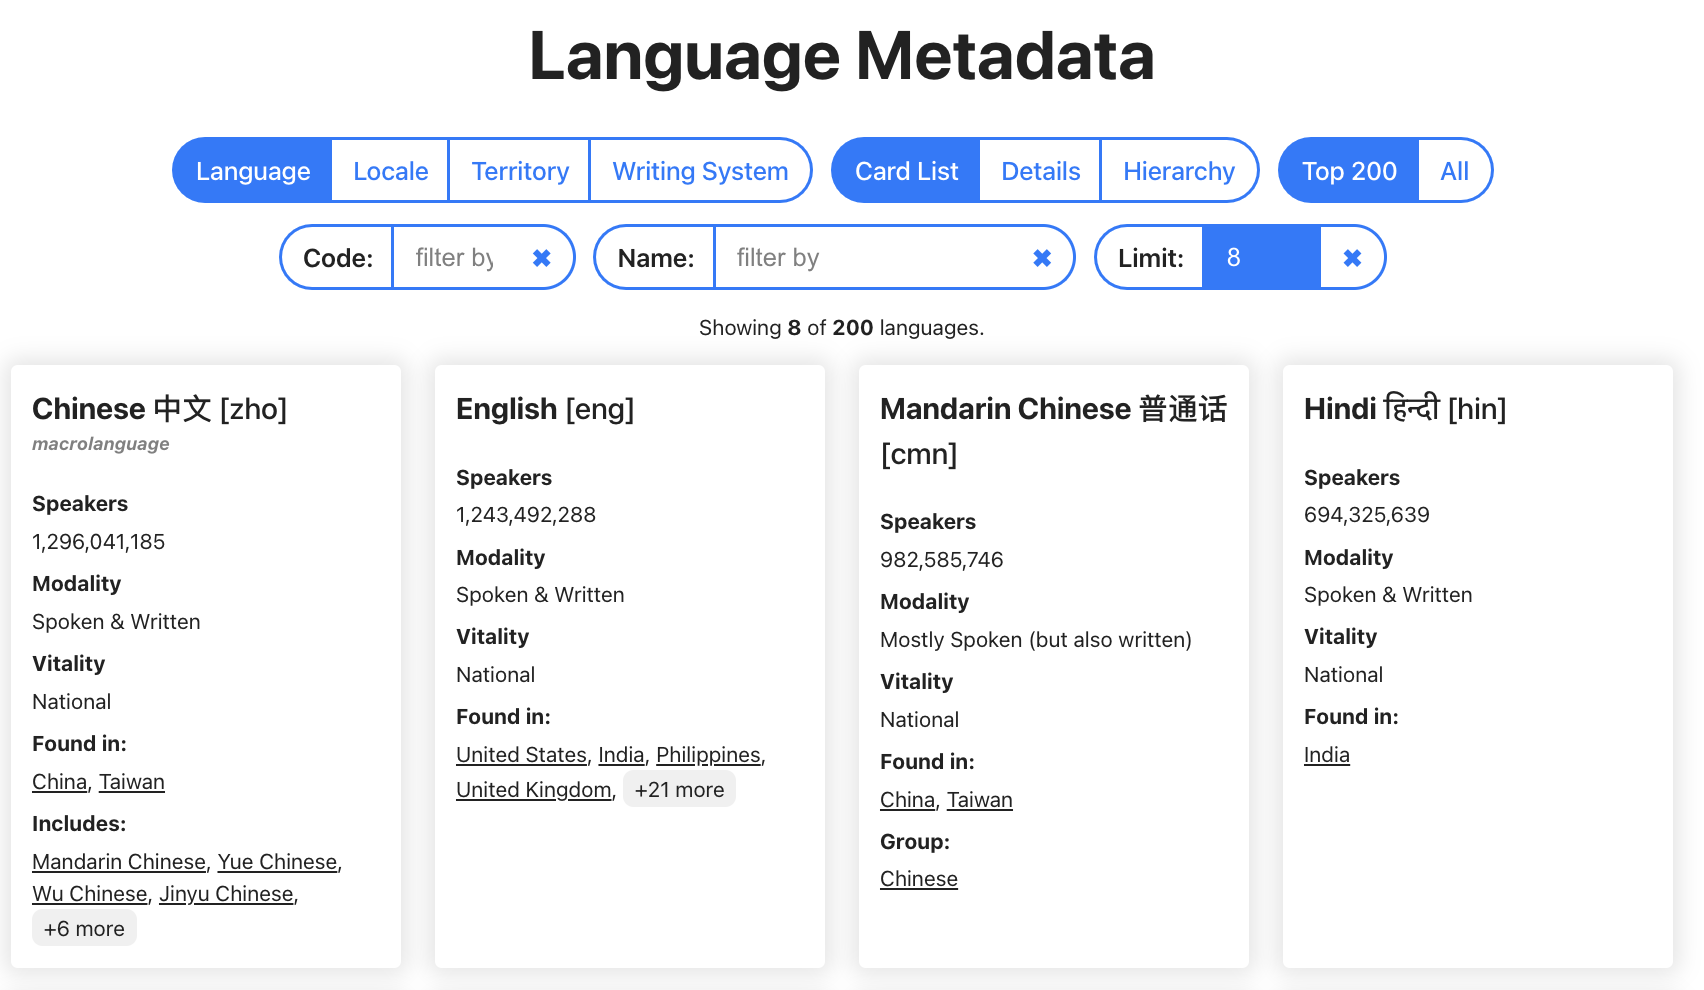 Language Metadata
Language Locale Territory Writing System Card List Details Hierarchy Top 200 All
Code: filter by ✖ Name: filter by ✖ Limit: 8 ✖
Showing 8 of 200 languages.
Chinese 中文 [zho]
macrolanguage
Speakers
1,296,041,185
Modality
Spoken & Written
Vitality
National
Found in:
China, Taiwan
Includes:
Mandarin Chinese, Yue Chinese,
Wu Chinese, Jinyu Chinese,
+6 more
English [eng]
Speakers
1,243,492,288
Modality
Spoken & Written
Vitality
National
Found in:
United States, India, Philippines,
United Kingdom, +21 more
Mandarin Chinese 普通话
[cmn]
Speakers
982,585,746
Modality
Mostly Spoken (but also written)
Vitality
National
Found in:
China, Taiwan
Group:
Chinese
Hindi हिन्दी [hin]
Speakers
694,325,639
Modality
Spoken & Written
Vitality
National
Found in:
India